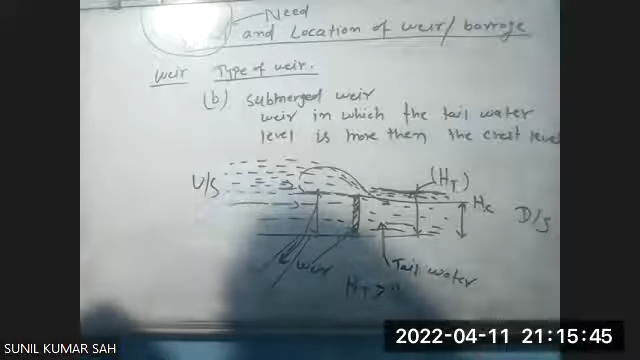 Need
and Location of weir/ barrage
Weir Type of weir.
(b) submerged weir
weir in which the tail water
level is more then the crest level
U/S
(HT)
Hc
D/S
weir
Tail water
HT >
SUNIL KUMAR SAH
2022-04-11 21:15:45